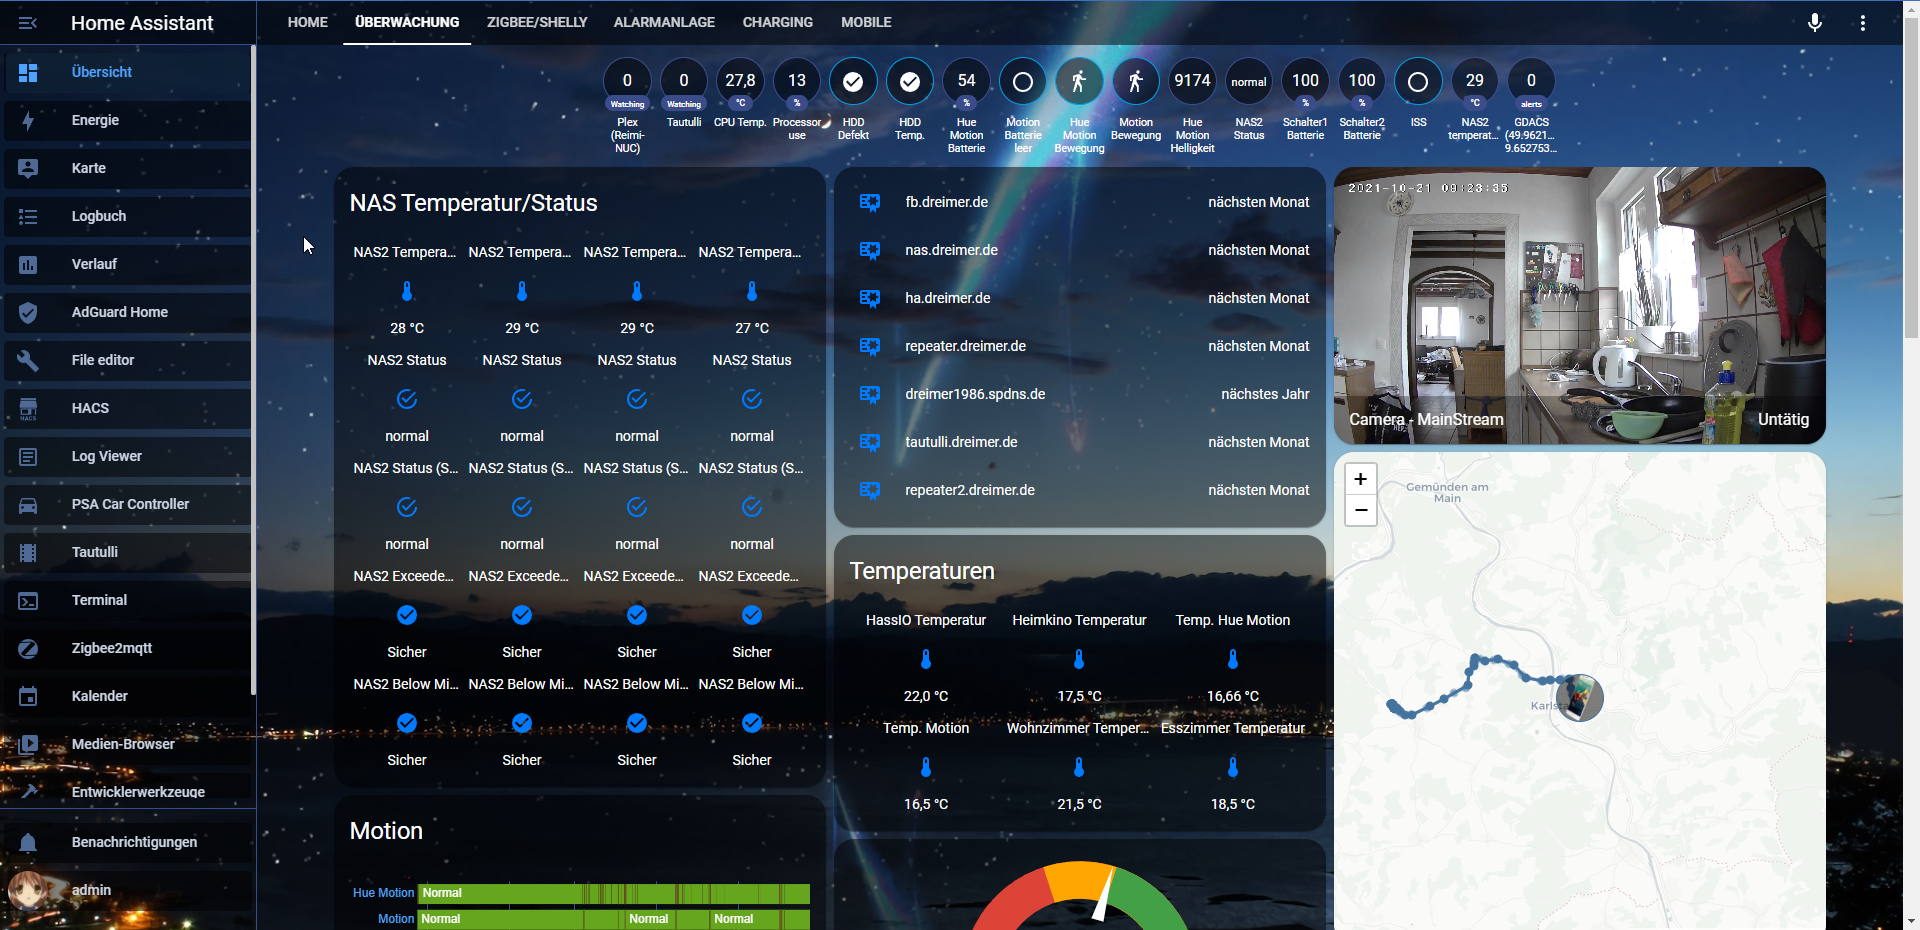 Home Assistant
HOME ÜBERWACHUNG ZIGBEE/SHELLY ALARMANLAGE CHARGING MOBILE
Übersicht
Energie
Karte
Logbuch
Verlauf
AdGuard Home
File editor
HACS
Log Viewer
PSA Car Controller
Tautulli
Terminal
Zigbee2mqtt
Kalender
Medien-Browser
Entwicklerwerkzeuge
Benachrichtigungen
admin
0
Watching
Plex
(Reimi-
NUC)
0
Watching
Tautulli
27,8
°C
CPU Temp.
13
%
Processor
use
HDD
Defekt
HDD
Temp.
54
%
Hue
Motion
Batterie
Motion
Batterie
leer
Hue
Motion
Bewegung
Motion
Bewegung
9174
Hue
Motion
Helligkeit
normal
NAS2
Status
100
%
Schalter1
Batterie
100
%
Schalter2
Batterie
ISS
29
°C
NAS2
temperat...
0
alerts
GDACS
(49.9621...
9.652753...
NAS Temperatur/Status
NAS2 Tempera... NAS2 Tempera... NAS2 Tempera... NAS2 Tempera...
28 °C 29 °C 29 °C 27 °C
NAS2 Status NAS2 Status NAS2 Status NAS2 Status
normal normal normal normal
NAS2 Status (S... NAS2 Status (S... NAS2 Status (S... NAS2 Status (S...
normal normal normal normal
NAS2 Exceede... NAS2 Exceede... NAS2 Exceede... NAS2 Exceede...
Sicher Sicher Sicher Sicher
NAS2 Below Mi... NAS2 Below Mi... NAS2 Below Mi... NAS2 Below Mi...
Sicher Sicher Sicher Sicher
Motion
Hue Motion Normal
Motion Normal Normal Normal
fb.dreimer.de nächsten Monat
nas.dreimer.de nächsten Monat
ha.dreimer.de nächsten Monat
repeater.dreimer.de nächsten Monat
dreimer1986.spdns.de nächstes Jahr
tautulli.dreimer.de nächsten Monat
repeater2.dreimer.de nächsten Monat
Temperaturen
HassIO Temperatur Heimkino Temperatur Temp. Hue Motion
22,0 °C 17,5 °C 16,66 °C
Temp. Motion Wohnzimmer Temper... Esszimmer Temperatur
16,5 °C 21,5 °C 18,5 °C
2021-10-21 09:23:35
Camera - MainStream Untätig
+
−
Gemünden am
Main